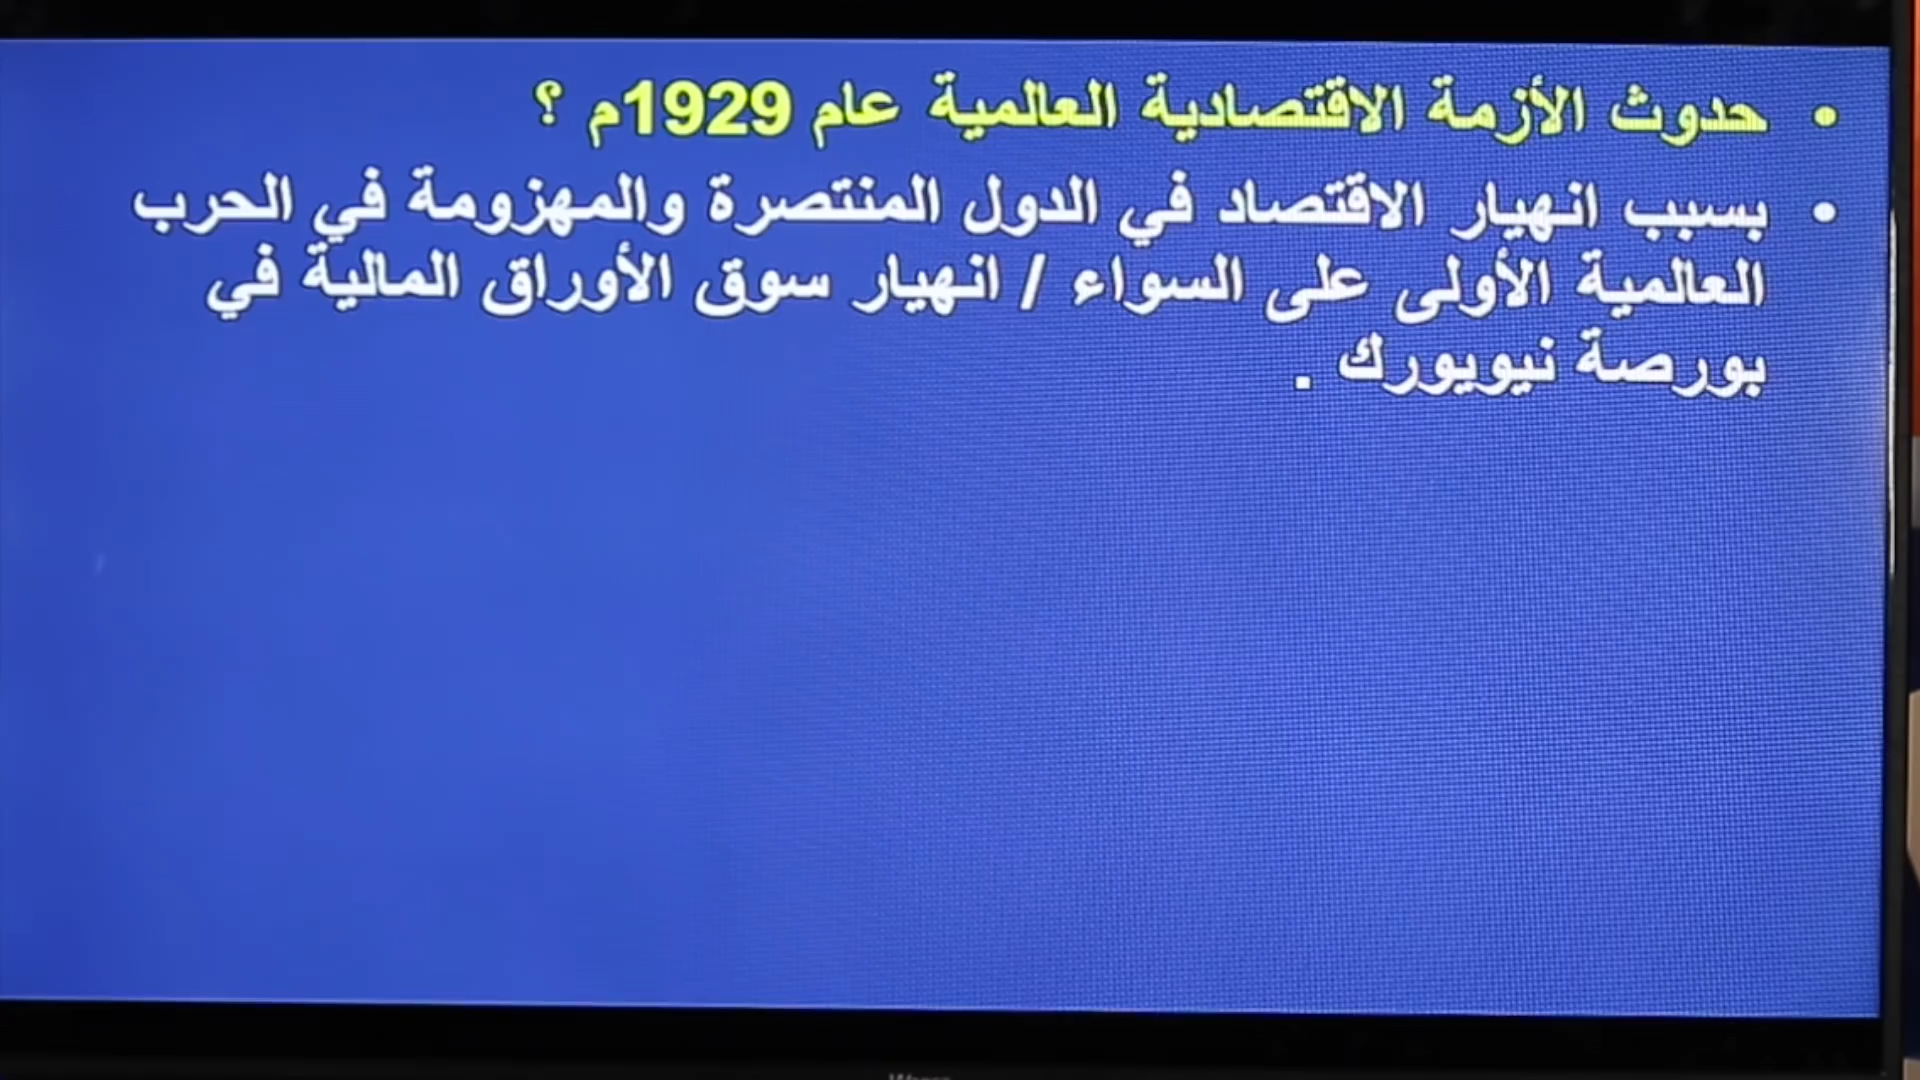 • حدوث الأزمة الاقتصادية العالمية عام 1929م ؟
• بسبب انهيار الاقتصاد في الدول المنتصرة والمهزومة في الحرب
العالمية الأولى على السواء / انهيار سوق الأوراق المالية في
بورصة نيويورك .